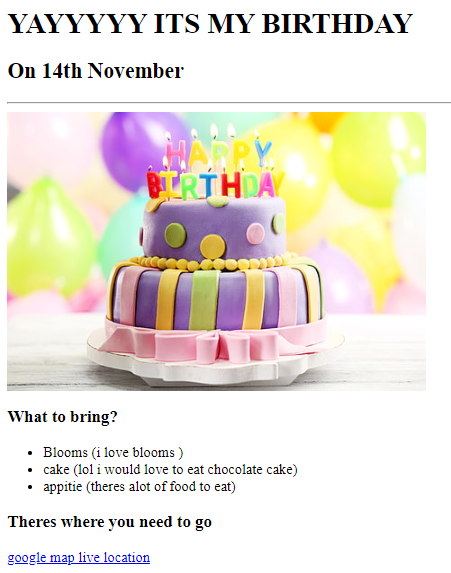 YAYYYYY ITS MY BIRTHDAY
On 14th November
HAPPY
BIRTHDAY
What to bring?
Blooms (i love blooms )
cake (lol i would love to eat chocolate cake)
appitie (theres alot of food to eat)
Theres where you need to go
google map live location